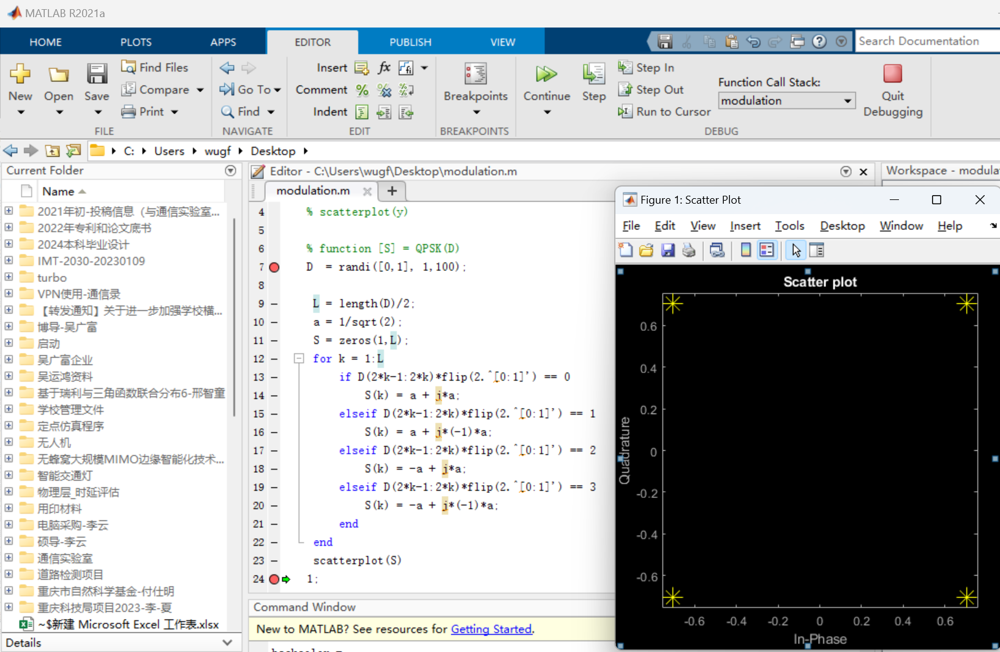 MATLAB R2021a
HOME PLOTS APPS EDITOR PUBLISH VIEW Search Documentation
New Open Save Find Files Compare Print
FILE
Go To Find
NAVIGATE
Insert fx fi
Comment
Indent
EDIT
Breakpoints
BREAKPOINTS
Continue Step Step In
Step Out
Run to Cursor
Function Call Stack:
modulation
Quit
Debugging
DEBUG
C: Users wugf Desktop
Current Folder
Name
2021年初-投稿信息（与通信实验室...
2022年专利和论文底书
2024本科毕业设计
IMT-2030-20230109
turbo
VPN使用-通信录
【转发通知】关于进一步加强学校横...
博导-吴广富
启动
吴广富企业
吴运鸿资料
基于瑞利与三角函数联合分布6-邢智童
学校管理文件
定点仿真程序
无人机
无蜂窝大规模MIMO边缘智能化技术...
智能交通灯
物理层_时延评估
用印材料
电脑采购-李云
硕导-李云
通信实验室
道路检测项目
重庆市自然科学基金-付仕明
重庆科技局项目2023-李-夏
~$新建 Microsoft Excel 工作表.xlsx
Details
Editor - C:\Users\wugf\Desktop\modulation.m
modulation.m
4 % scatterplot(y)
5
6 % function [S] = QPSK(D)
7 D = randi([0,1], 1,100);
8
9 – L = length(D)/2;
10 – a = 1/sqrt(2);
11 – S = zeros(1,L);
12 – for k = 1:L
13 – if D(2*k-1:2*k)*flip(2.^[0:1]') == 0
14 – S(k) = a + j*a;
15 – elseif D(2*k-1:2*k)*flip(2.^[0:1]') == 1
16 – S(k) = a + j*(-1)*a;
17 – elseif D(2*k-1:2*k)*flip(2.^[0:1]') == 2
18 – S(k) = -a + j*a;
19 – elseif D(2*k-1:2*k)*flip(2.^[0:1]') == 3
20 – S(k) = -a + j*(-1)*a;
21 – end
22 – end
23 – scatterplot(S)
24 1;
Command Window
New to MATLAB? See resources for Getting Started.
Workspace - modula
Figure 1: Scatter Plot
File Edit View Insert Tools Desktop Window Help
Scatter plot
0.6
0.4
0.2
0
-0.2
-0.4
-0.6
Quadrature
-0.6 -0.4 -0.2 0 0.2 0.4 0.6
In-Phase